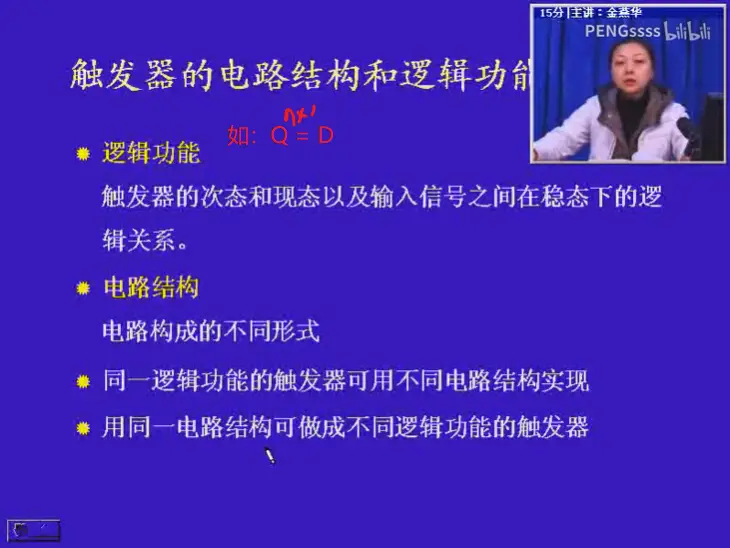 15分|主讲:金燕华
PENGssss bilibili
触发器的电路结构和逻辑功能
n+1
如: Q = D
逻辑功能
触发器的次态和现态以及输入信号之间在稳态下的逻
辑关系。
电路结构
电路构成的不同形式
同一逻辑功能的触发器可用不同电路结构实现
用同一电路结构可做成不同逻辑功能的触发器